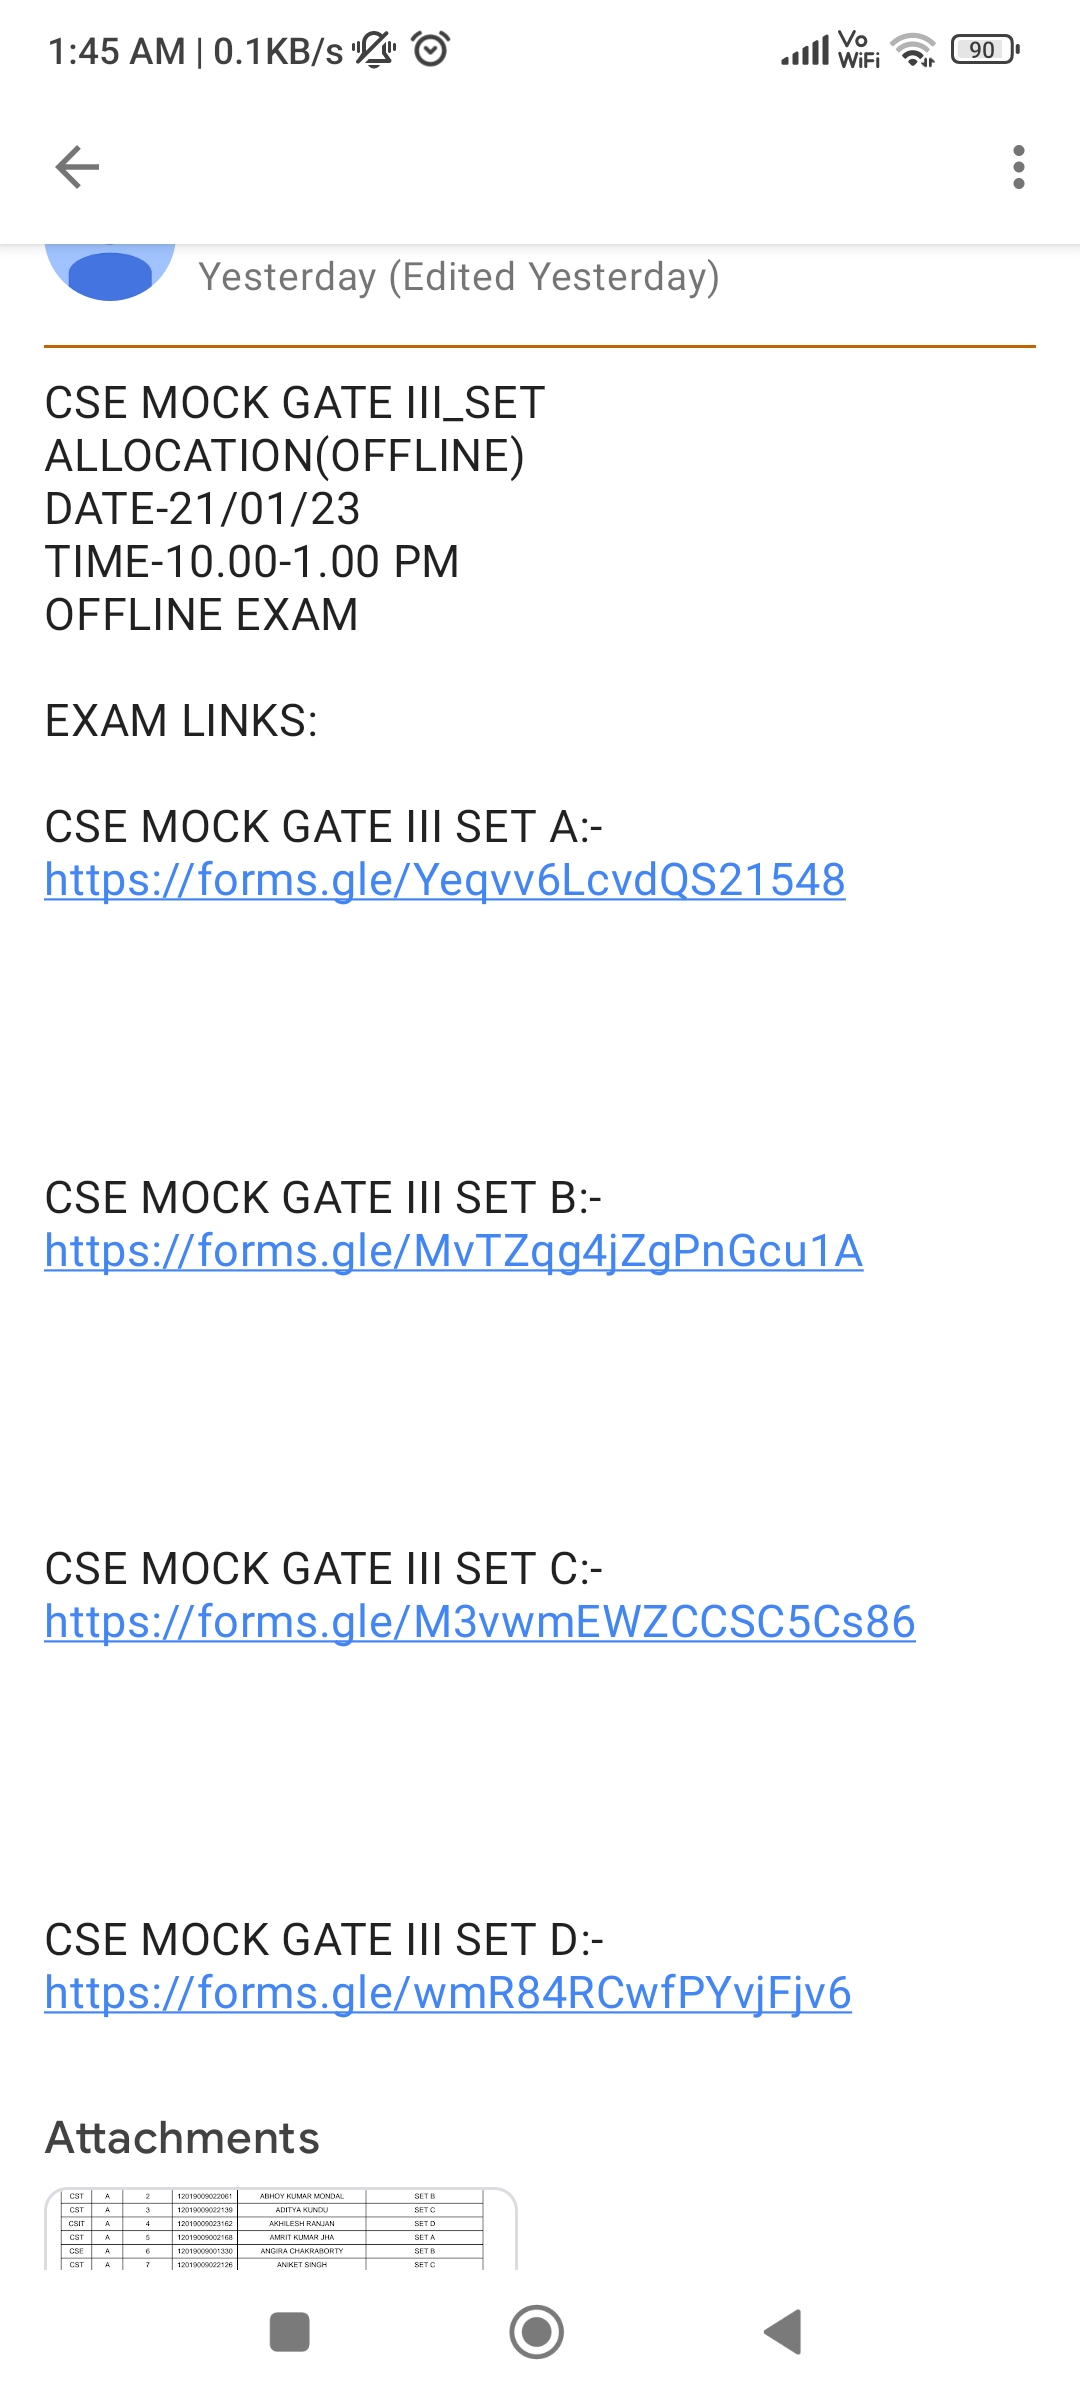 1:45 AM | 0.1KB/s
Vo WiFi
90
Yesterday (Edited Yesterday)
CSE MOCK GATE III_SET
ALLOCATION(OFFLINE)
DATE-21/01/23
TIME-10.00-1.00 PM
OFFLINE EXAM
EXAM LINKS:
CSE MOCK GATE III SET A:-
https://forms.gle/Yeqvv6LcvdQS21548
CSE MOCK GATE III SET B:-
https://forms.gle/MvTZqg4jZgPnGcu1A
CSE MOCK GATE III SET C:-
https://forms.gle/M3vwmEWZCCSC5Cs86
CSE MOCK GATE III SET D:-
https://forms.gle/wmR84RCwfPYvjFjv6
Attachments
CST A 2 12019009022061 ABHOY KUMAR MONDAL SET B
CST A 3 12019009022139 ADITYA KUNDU SET C
CSIT A 4 12019009023162 AKHILESH RANJAN SET D
CST A 5 12019009002168 AMRIT KUMAR JHA SET A
CSE A 6 12019009001330 ANGIRA CHAKRABORTY SET B
CST A 7 12019009022126 ANIKET SINGH SET C